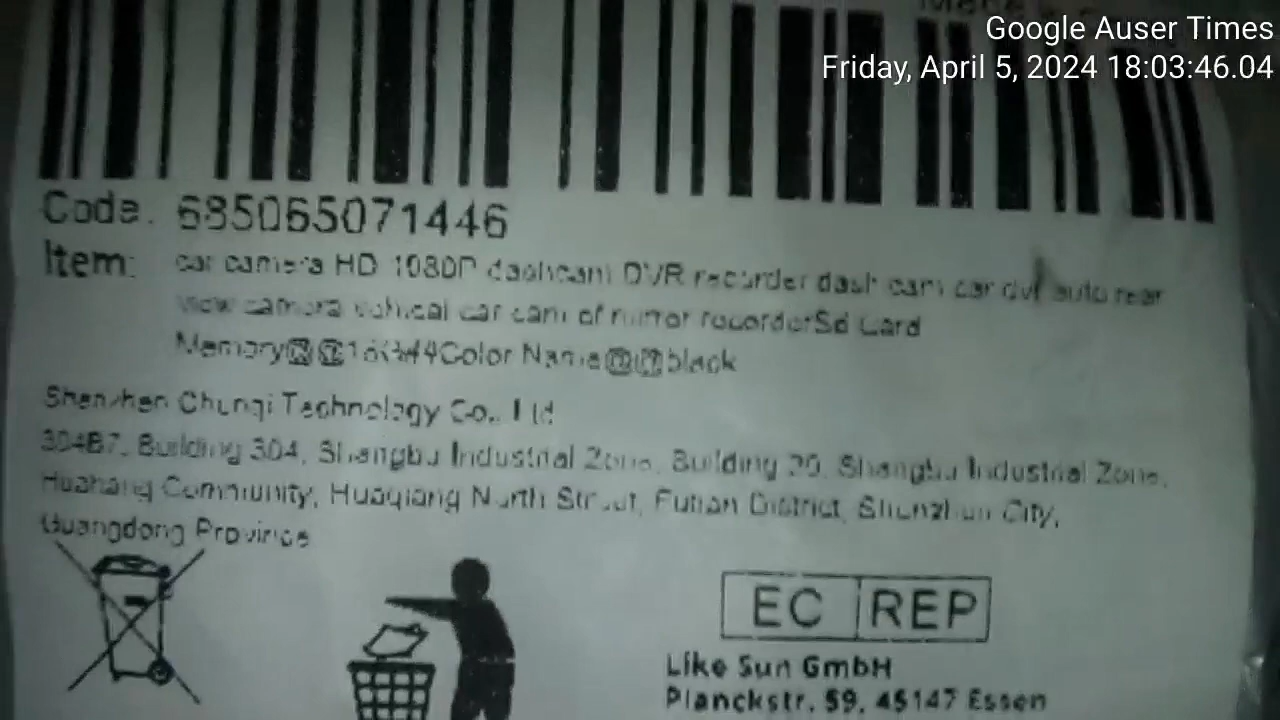 Google Auser Times
Friday, April 5, 2024 18:03:46.04
Made in
Code: 685065071446
Item: car camera HD 1080P dashcam DVR recorder dash cam car dvr auto rear
view camera vehical car cam of mirror recorderSd Card
Color Name black
Shenzhen Chunqi Technology Co., Ltd
304B7, Building 304, Shangbu Industrial Zone, Building 20, Shangbu Industrial Zone,
Huahang Community, Huaqiang North Street, Futian District, Shenzhen City,
Guangdong Province
EC REP
Like Sun GmbH
Planckstr. 59, 45147 Essen